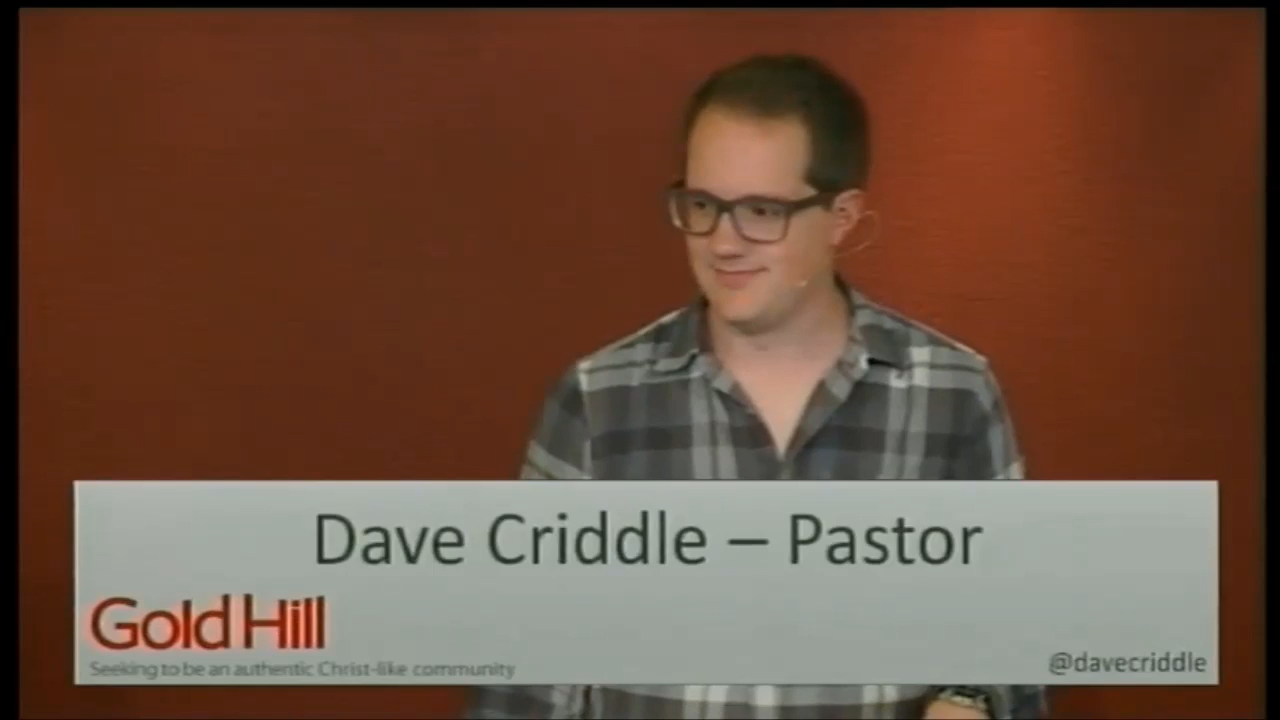 Dave Criddle – Pastor
Gold Hill
Seeking to be an authentic Christ-like community
@davecriddle